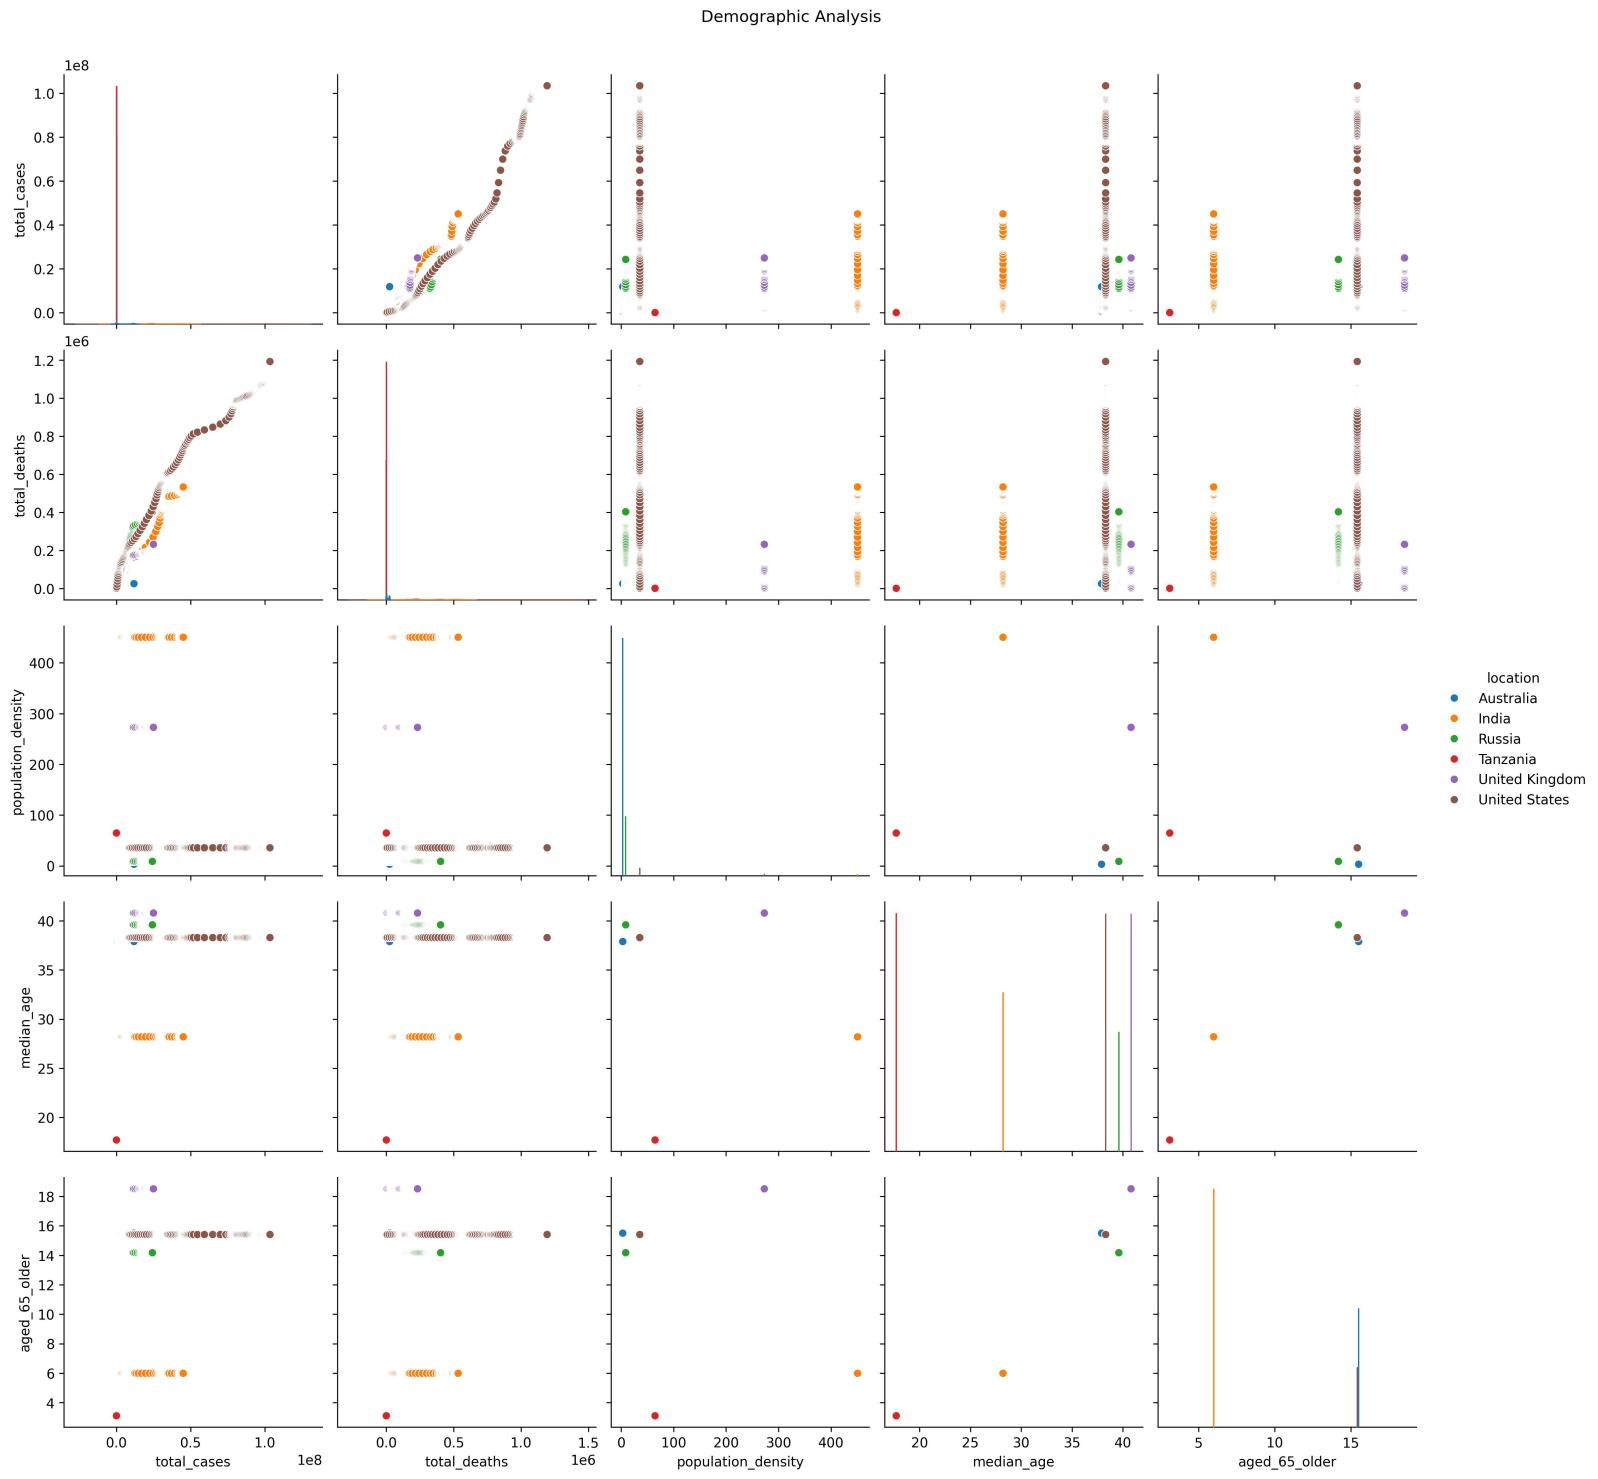 Demographic Analysis
1e8
1.0
0.8
0.6
0.4
0.2
0.0
total_cases
1e6
1.2
1.0
0.8
0.6
0.4
0.2
0.0
total_deaths
400
300
200
100
0
population_density
location
Australia
India
Russia
Tanzania
United Kingdom
United States
40
35
30
25
20
median_age
18
16
14
12
10
8
6
4
aged_65_older
0.0 0.5 1.0
1e8
total_cases
0.0 0.5 1.0 1.5
1e6
total_deaths
0 100 200 300 400
population_density
20 25 30 35 40
median_age
5 10 15
aged_65_older